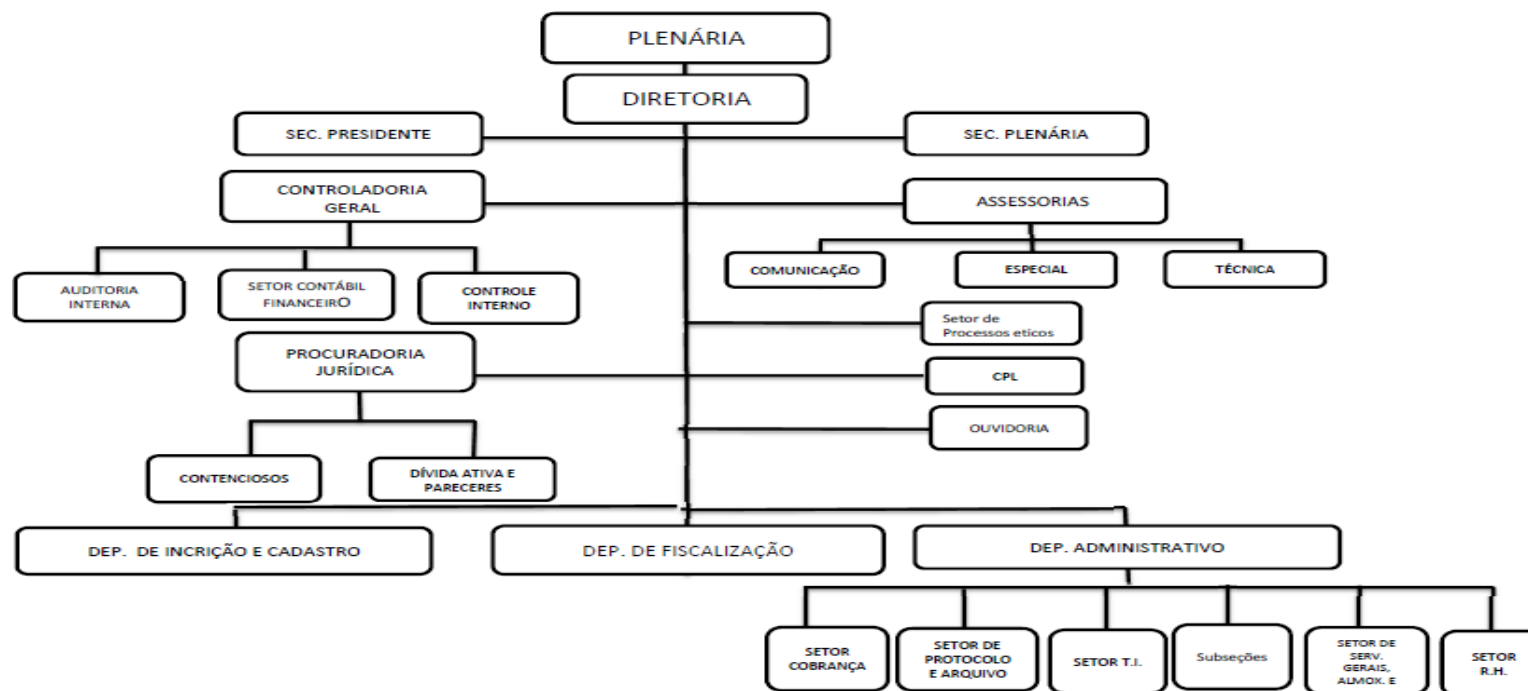 PLENÁRIA
DIRETORIA
SEC. PRESIDENTE
SEC. PLENÁRIA
CONTROLADORIA
GERAL
ASSESSORIAS
COMUNICAÇÃO
ESPECIAL
TÉCNICA
AUDITORIA
INTERNA
SETOR CONTÁBIL
FINANCEIRO
CONTROLE
INTERNO
Setor de
Processos eticos
PROCURADORIA
JURÍDICA
CPL
OUVIDORIA
CONTENCIOSOS
DÍVIDA ATIVA E
PARECERES
DEP. DE INCRIÇÃO E CADASTRO
DEP. DE FISCALIZAÇÃO
DEP. ADMINISTRATIVO
SETOR
COBRANÇA
SETOR DE
PROTOCOLO
E ARQUIVO
SETOR T.I.
Subseções
SETOR DE
SERV.
GERAIS,
ALMOX. E
SETOR
R.H.